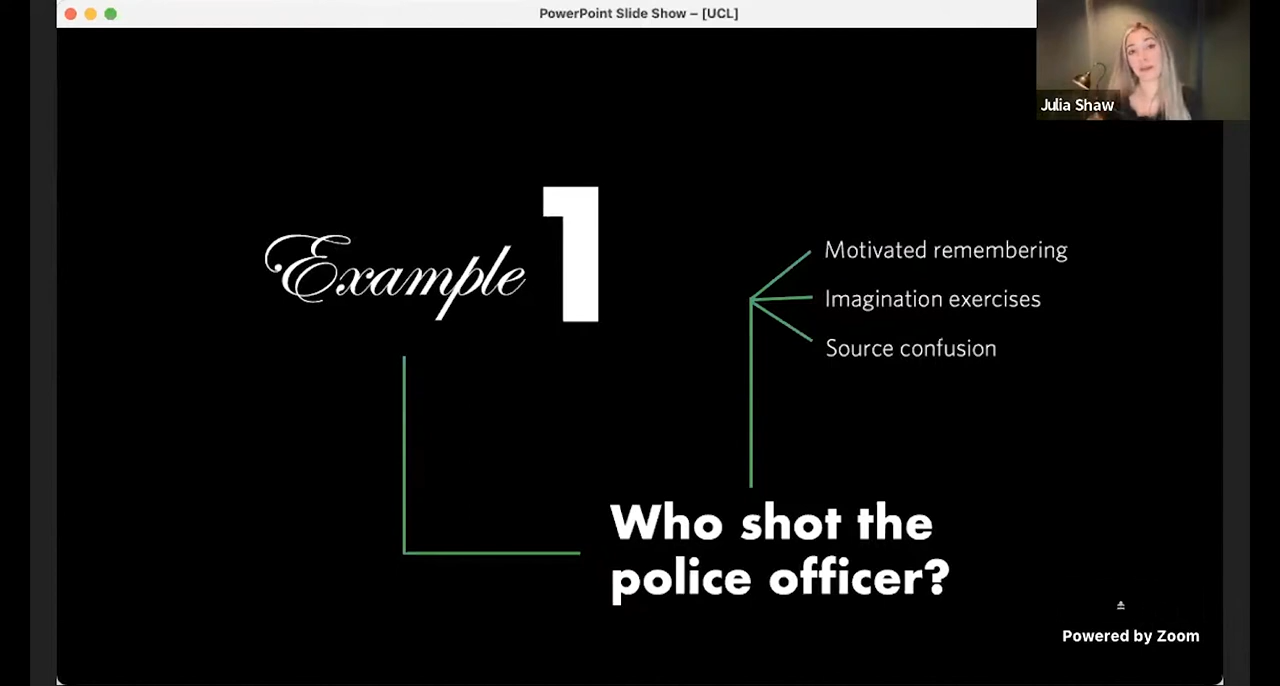 PowerPoint Slide Show – [UCL]
Julia Shaw
Example 1
Motivated remembering
Imagination exercises
Source confusion
Who shot the
police officer?
Powered by Zoom